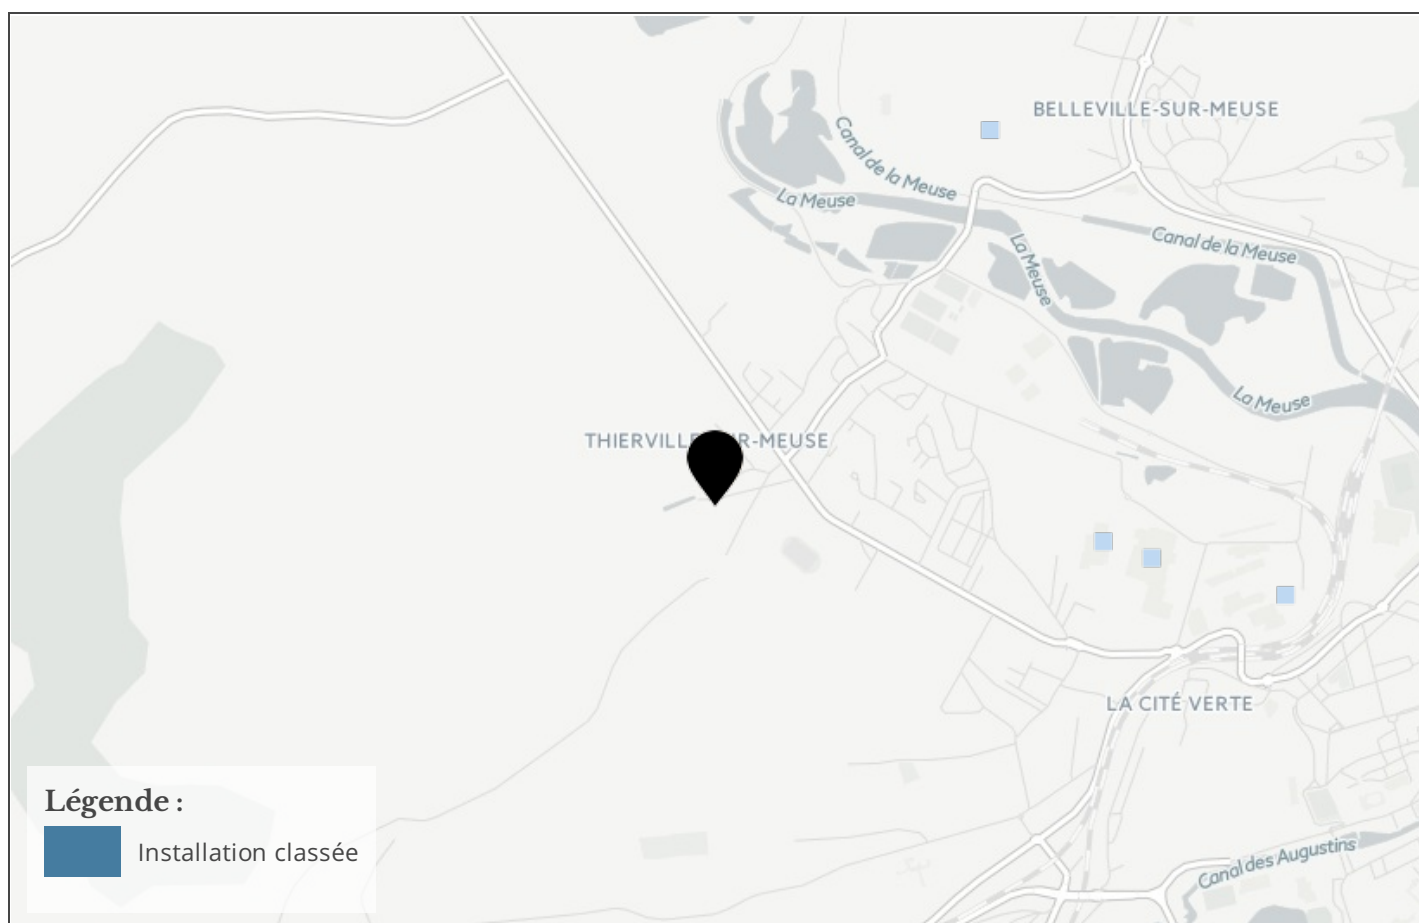 BELLEVILLE-SUR-MEUSE
Canal de la Meuse
La Meuse
Canal de la Meuse
La Meuse
La Meuse
THIERVILLE-SUR-MEUSE
LA CITÉ VERTE
Légende :
Installation classée
Canal des Augustins